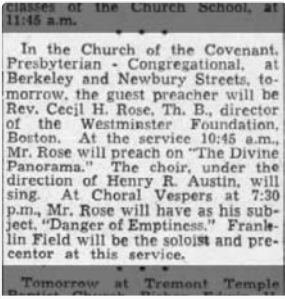 classes of the Church School, at
11:45 a.m.
In the Church of the Covenant,
Presbyterian - Congregational, at
Berkeley and Newbury Streets, to-
morrow, the guest preacher will be
Rev. Cecil H. Rose, Th. B., director
of the Westminster Foundation,
Boston. At the service 10:45 a.m.,
Mr. Rose will preach on "The Divine
Panorama." The choir, under the
direction of Henry R. Austin, will
sing. At Choral Vespers at 7:30
p.m., Mr. Rose will have as his sub-
ject, "Danger of Emptiness." Frank-
lin Field will be the soloist and pre-
centor at this service.
Tomorrow at Tremont Temple
Baptist Church